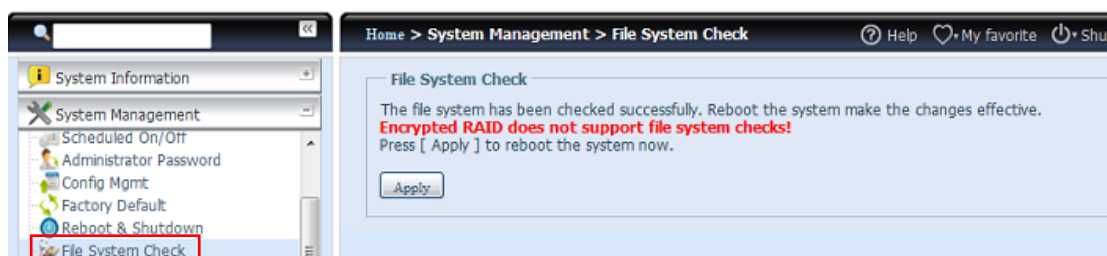 Home > System Management > File System Check
Help
My favorite
Shu
System Information
System Management
Scheduled On/Off
Administrator Password
Config Mgmt
Factory Default
Reboot & Shutdown
File System Check
File System Check
The file system has been checked successfully. Reboot the system make the changes effective.
Encrypted RAID does not support file system checks!
Press [ Apply ] to reboot the system now.
Apply